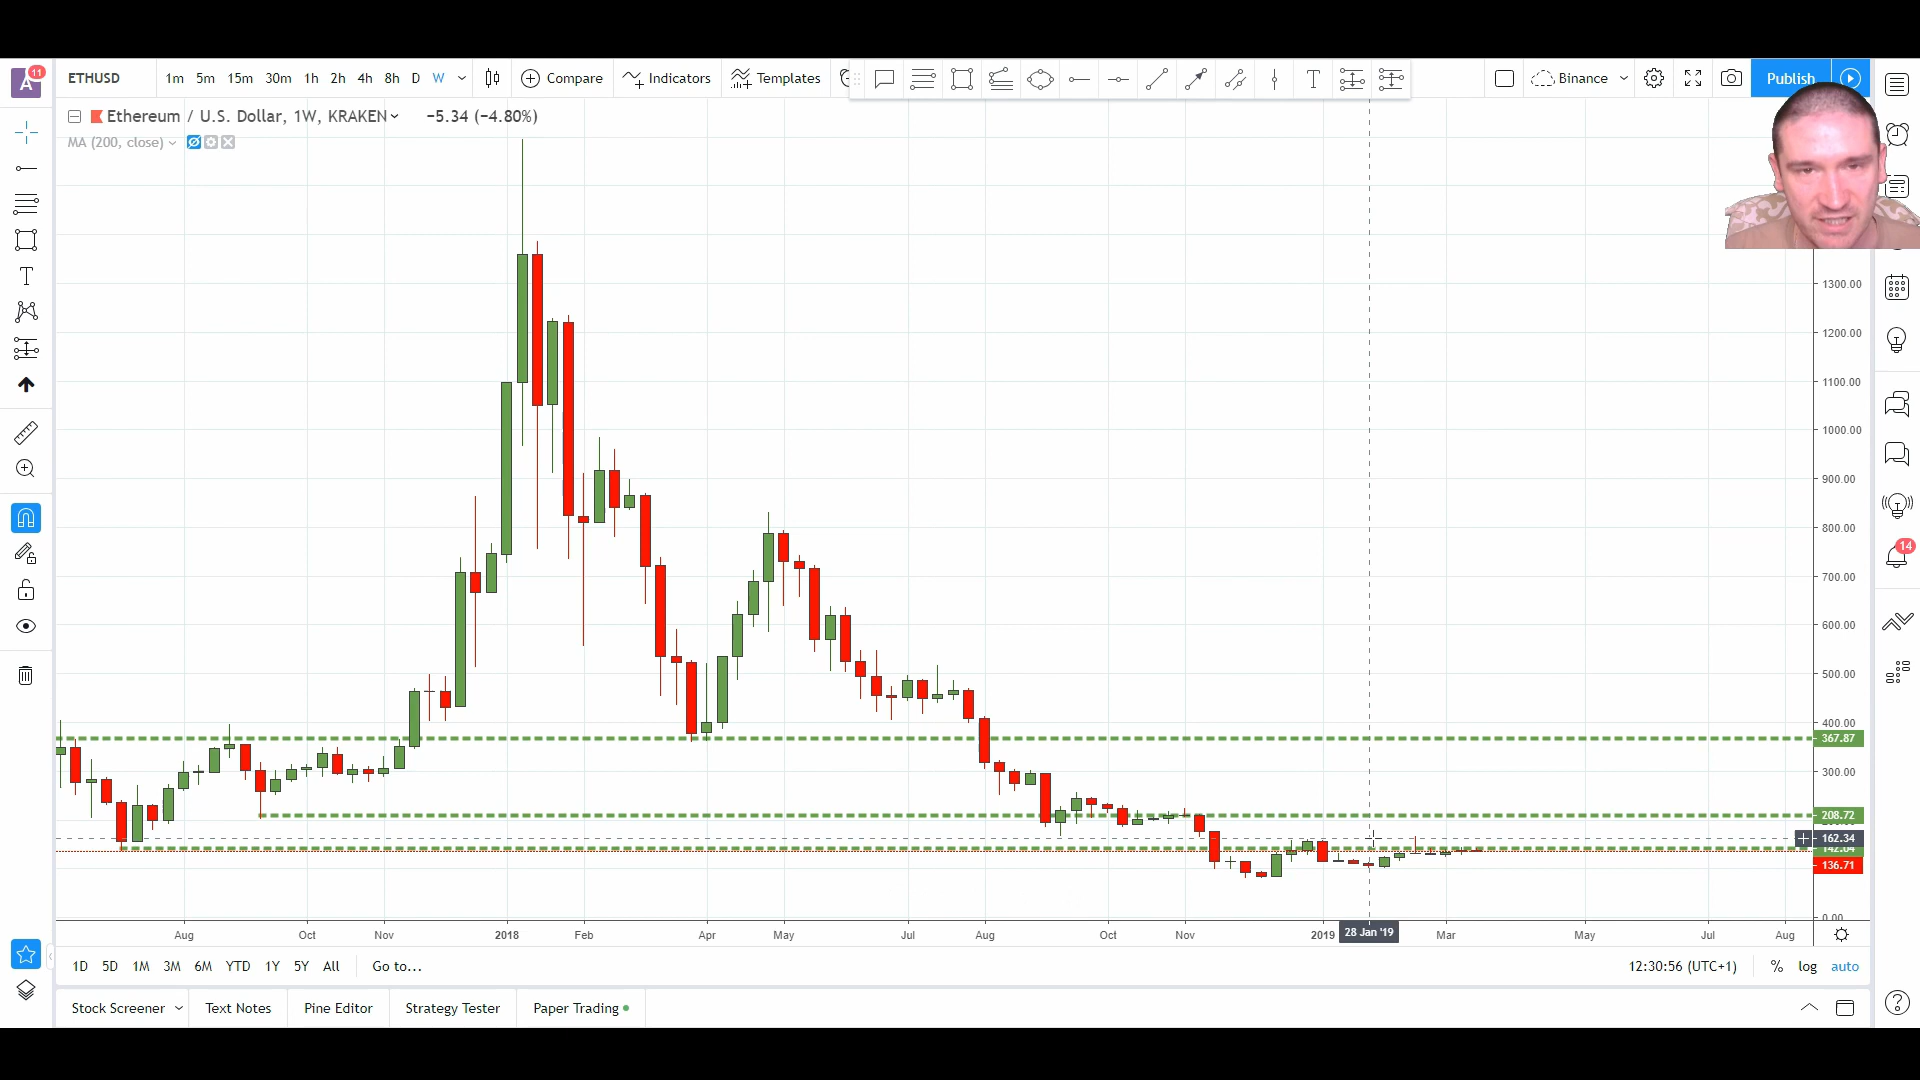 A 11 ETHUSD 1m 5m 15m 30m 1h 2h 4h 8h D W Compare Indicators Templates T Binance Publish
Ethereum / U.S. Dollar, 1W, KRAKEN −5.34 (−4.80%)
MA (200, close)
T
1300.00
1200.00
1100.00
1000.00
900.00
800.00
14
700.00
600.00
500.00
400.00
367.87
300.00
208.72
162.34
142.04
136.71
0.00
Aug Oct Nov 2018 Feb Apr May Jul Aug Oct Nov 2019 28 Jan '19 Mar May Jul Aug
1D 5D 1M 3M 6M YTD 1Y 5Y All Go to... 12:30:56 (UTC+1) % log auto
Stock Screener Text Notes Pine Editor Strategy Tester Paper Trading